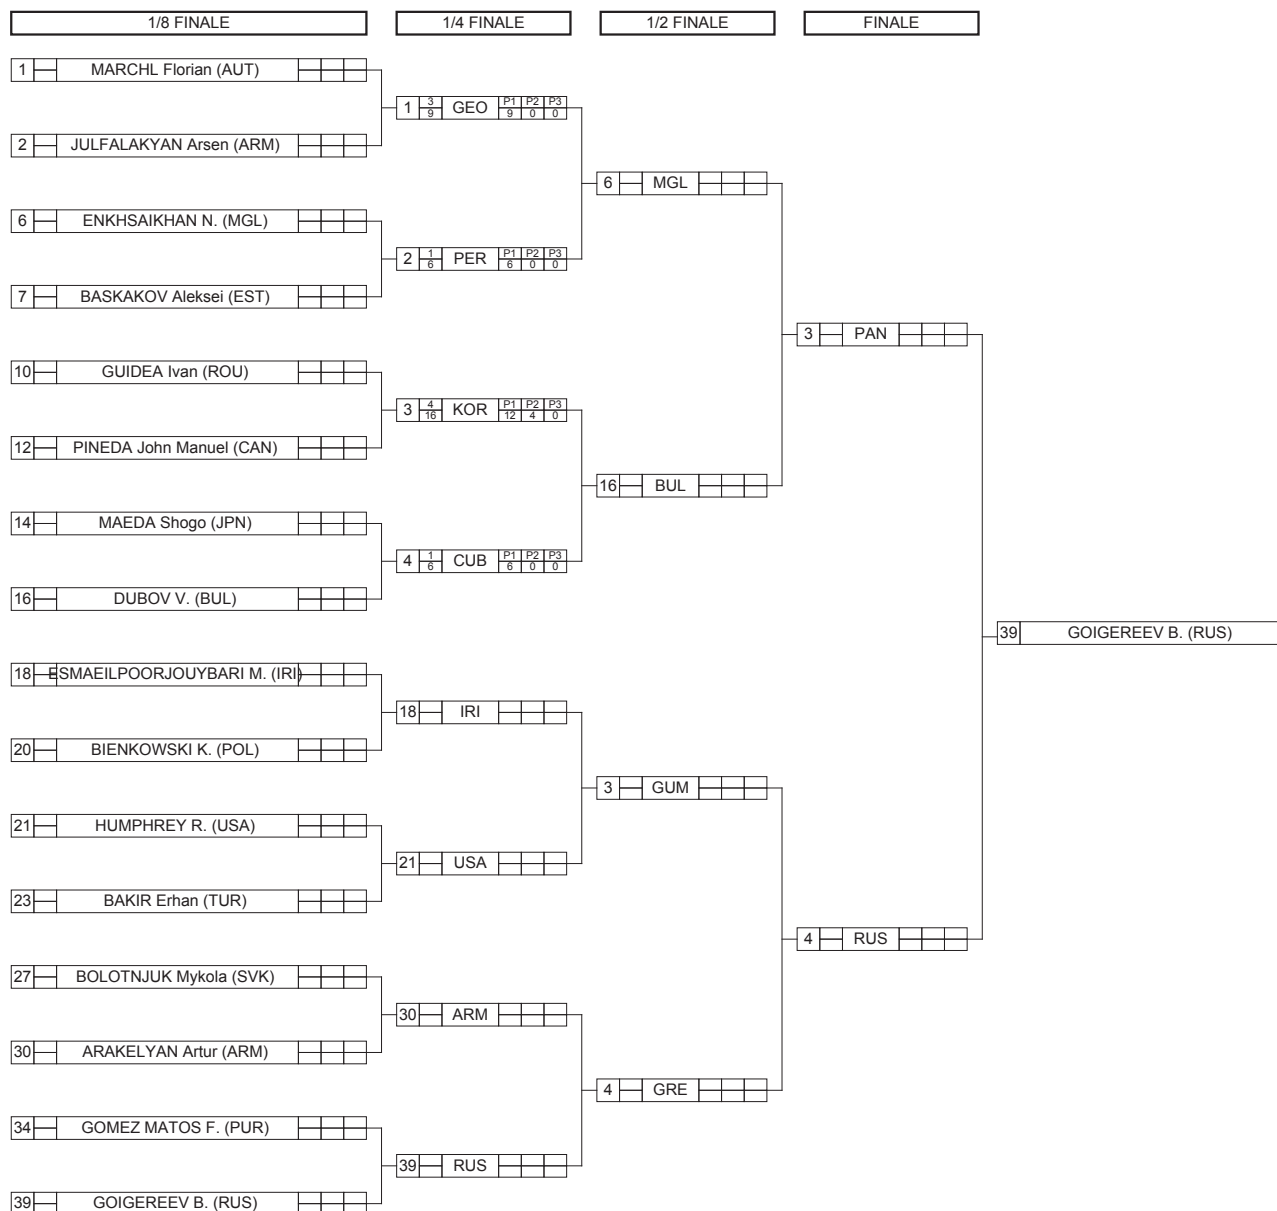 1/8 FINALE 1/4 FINALE 1/2 FINALE FINALE
1 MARCHL Florian (AUT)
1 3 9 GEO P1 P2 P3 9 0 0
2 JULFALAKYAN Arsen (ARM)
6 MGL
6 ENKHSAIKHAN N. (MGL)
2 1 6 PER P1 P2 P3 6 0 0
7 BASKAKOV Aleksei (EST)
3 PAN
10 GUIDEA Ivan (ROU)
3 4 16 KOR P1 P2 P3 12 4 0
12 PINEDA John Manuel (CAN)
16 BUL
14 MAEDA Shogo (JPN)
4 1 6 CUB P1 P2 P3 6 0 0
16 DUBOV V. (BUL)
39 GOIGEREEV B. (RUS)
18 ESMAEILPOORJOUYBARI M. (IRI)
18 IRI
20 BIENKOWSKI K. (POL)
3 GUM
21 HUMPHREY R. (USA)
21 USA
23 BAKIR Erhan (TUR)
4 RUS
27 BOLOTNJUK Mykola (SVK)
30 ARM
30 ARAKELYAN Artur (ARM)
4 GRE
34 GOMEZ MATOS F. (PUR)
39 RUS
39 GOIGEREEV B. (RUS)